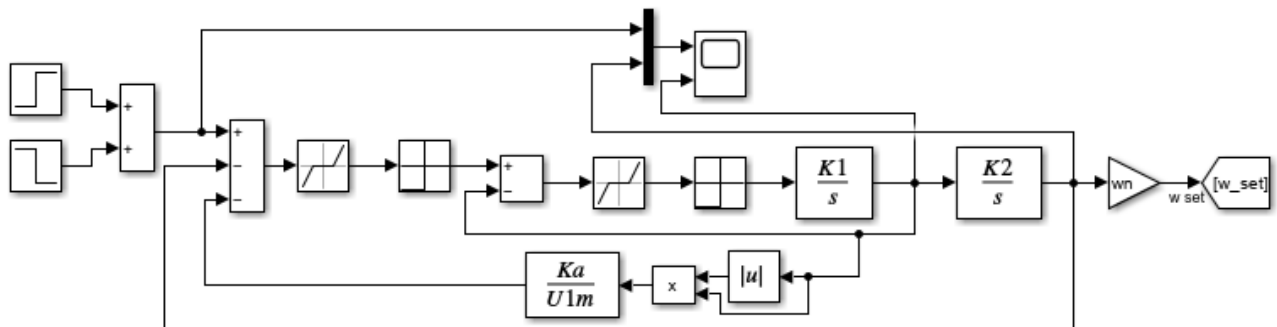 +
+
+
−
−
+
−
K1
s
K2
s
wn
w set
[w_set]
Ka
U1m
x
|u|